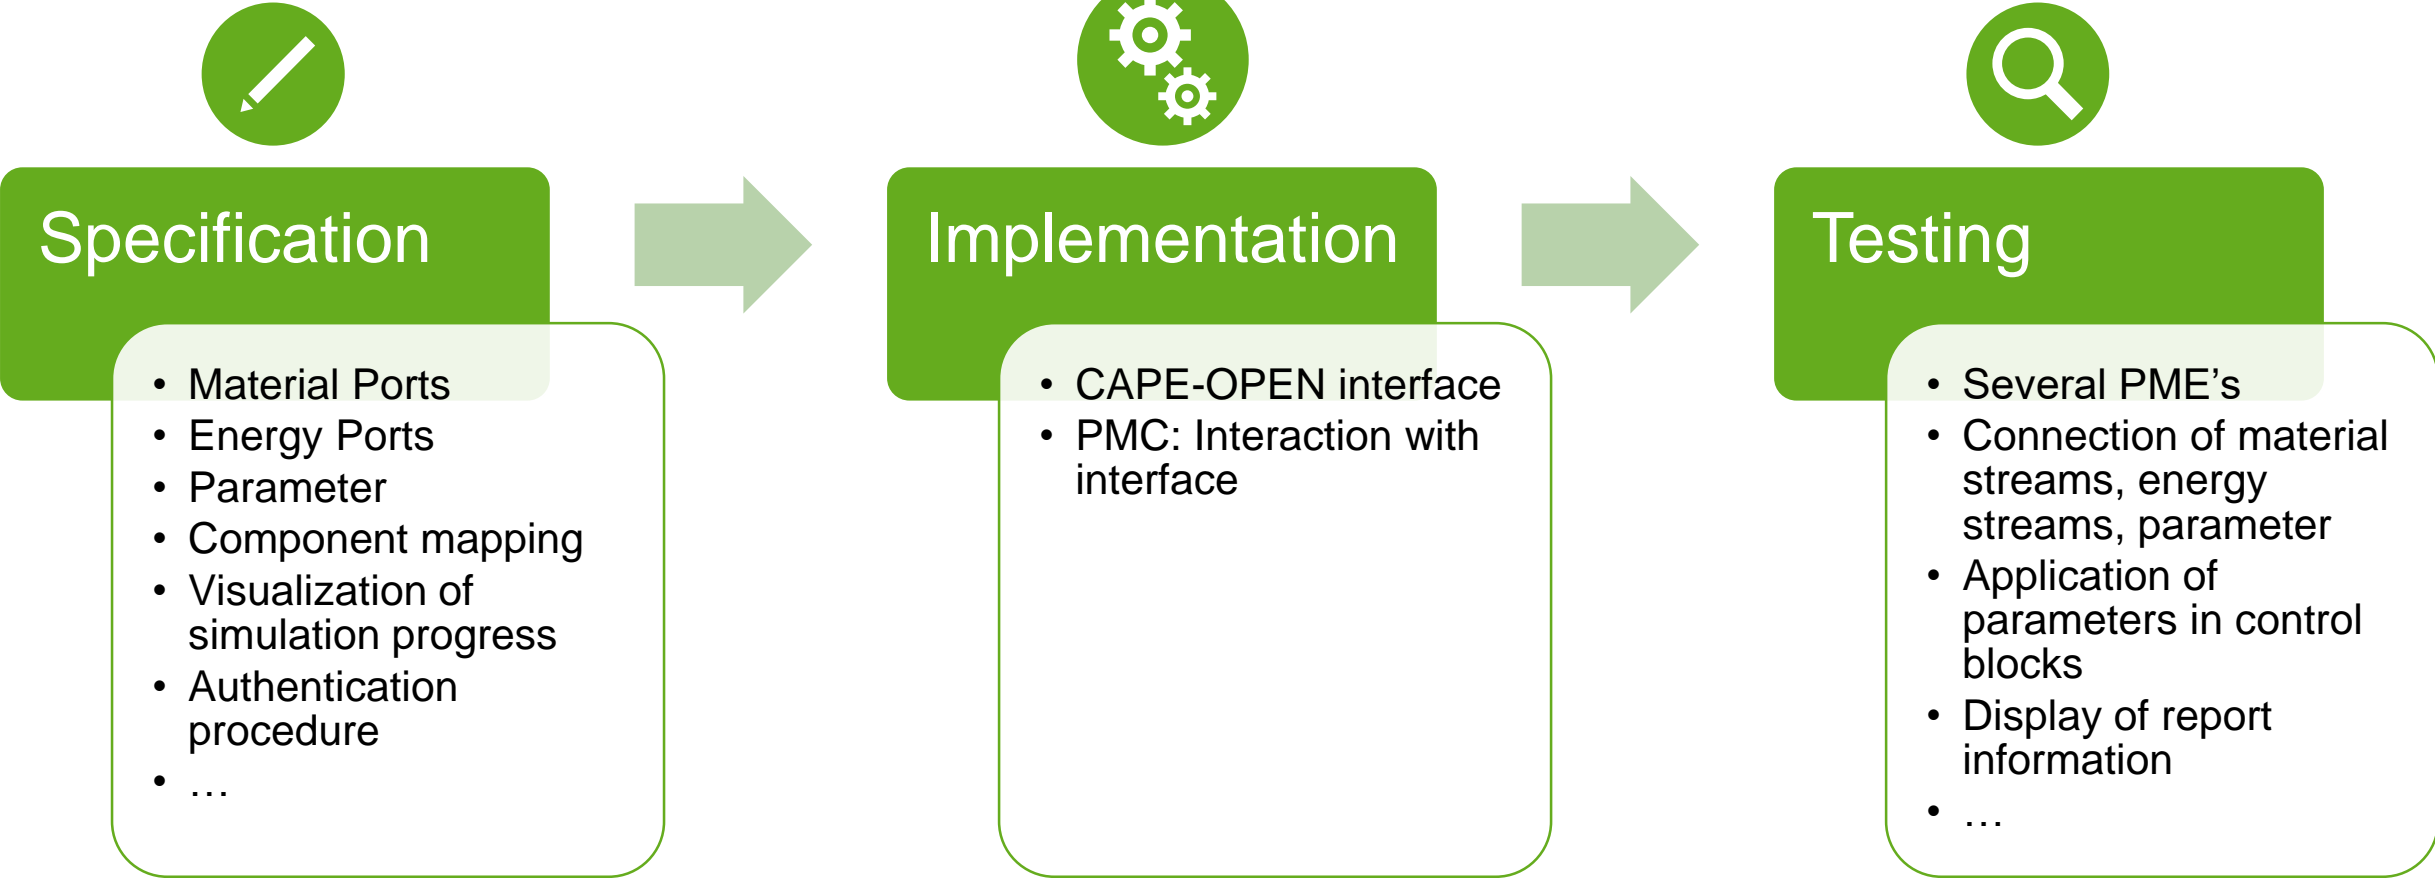 Specification
• Material Ports
• Energy Ports
• Parameter
• Component mapping
• Visualization of
simulation progress
• Authentication
procedure
• …
Implementation
• CAPE-OPEN interface
• PMC: Interaction with
interface
Testing
• Several PME’s
• Connection of material
streams, energy
streams, parameter
• Application of
parameters in control
blocks
• Display of report
information
• …